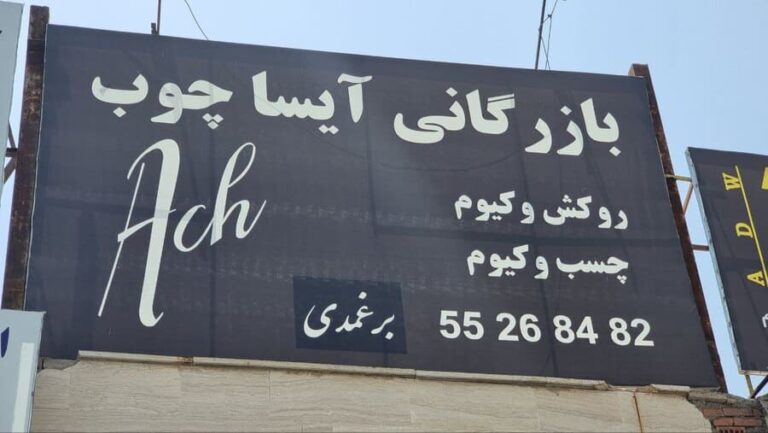 بازرگانی آیسا چوب
Ach
روکش وکیوم
چسب وکیوم
برغمدی
55 26 84 82
W
D
A